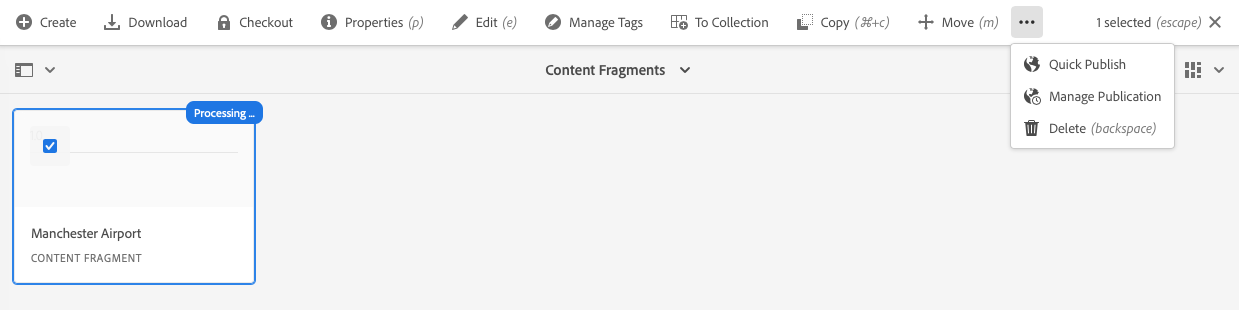 Create Download Checkout Properties (p) Edit (e) Manage Tags To Collection Copy (⌘+c) Move (m) ••• 1 selected (escape)
Quick Publish
Content Fragments
Manage Publication
Processing ...
Delete (backspace)
Manchester Airport
CONTENT FRAGMENT